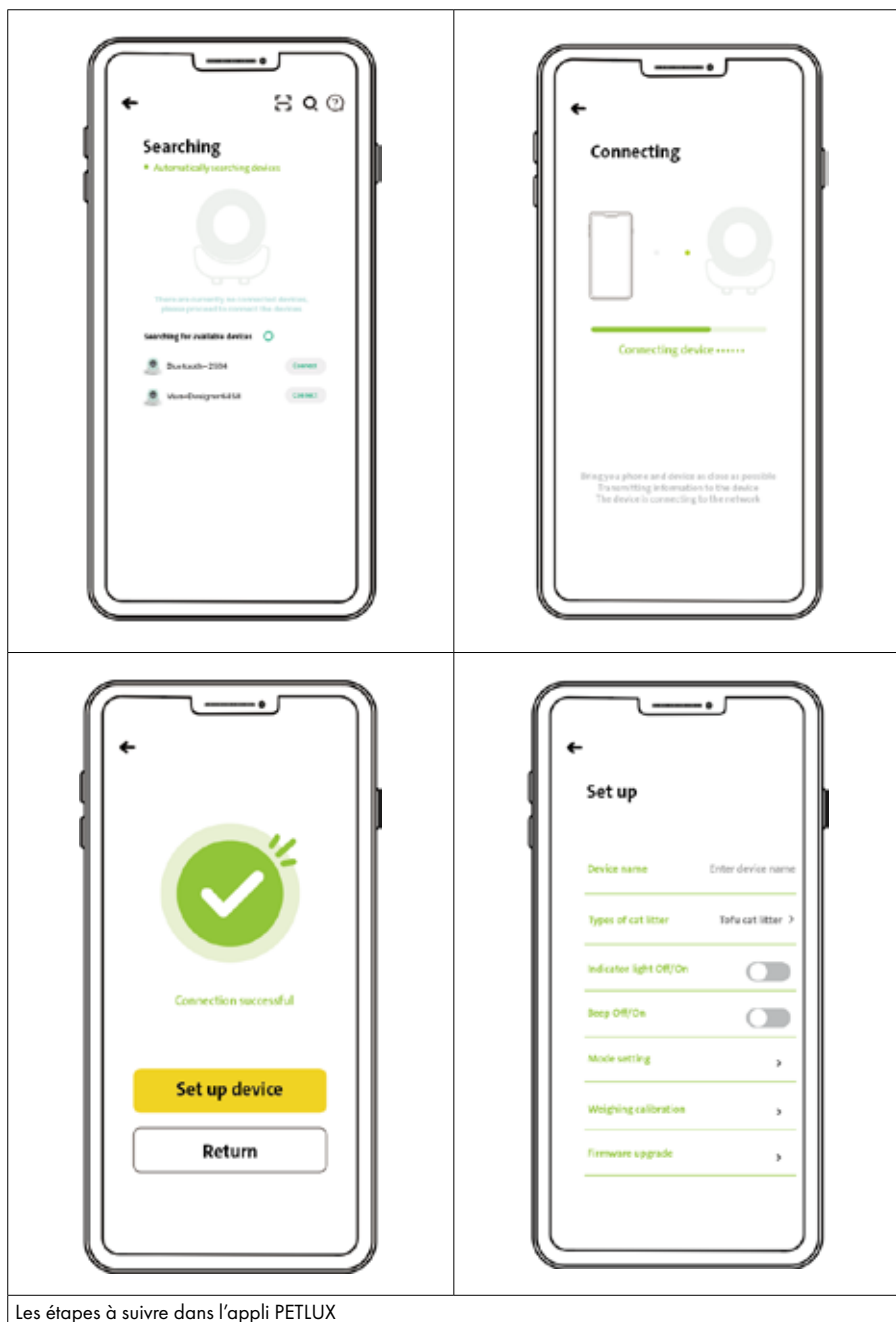 Searching
Automatically searching devices
There are currently no connected devices,
please proceed to connect the devices
Searching for available devices
Connect
Connect
Connecting
Connecting device ······
Bring you phone and device as close as possible
Transmitting information to the device
The device is connecting to the network
Connection successful
Set up device
Return
Set up
Device name Enter device name
Types of cat litter Tofu cat litter >
Indicator light Off/On
Beep Off/On
Mode setting >
Weighing calibration >
Firmware upgrade >
Les étapes à suivre dans l’appli PETLUX